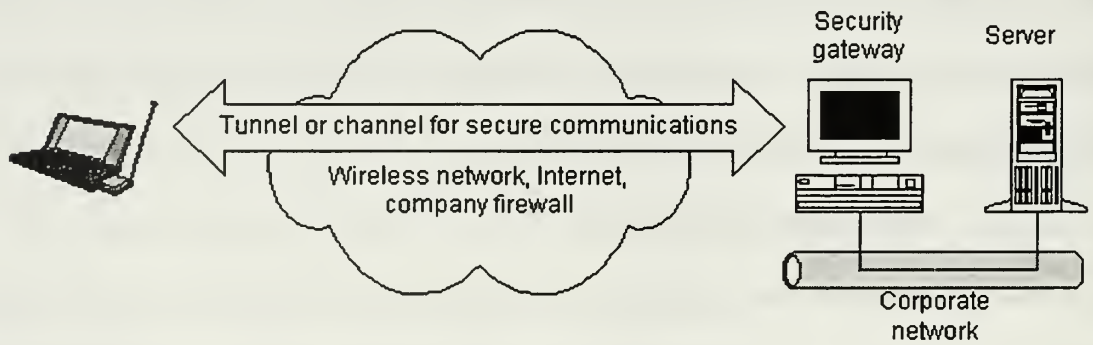 Security
gateway
Server
Tunnel or channel for secure communications
Wireless network, Internet,
company firewall
Corporate
network